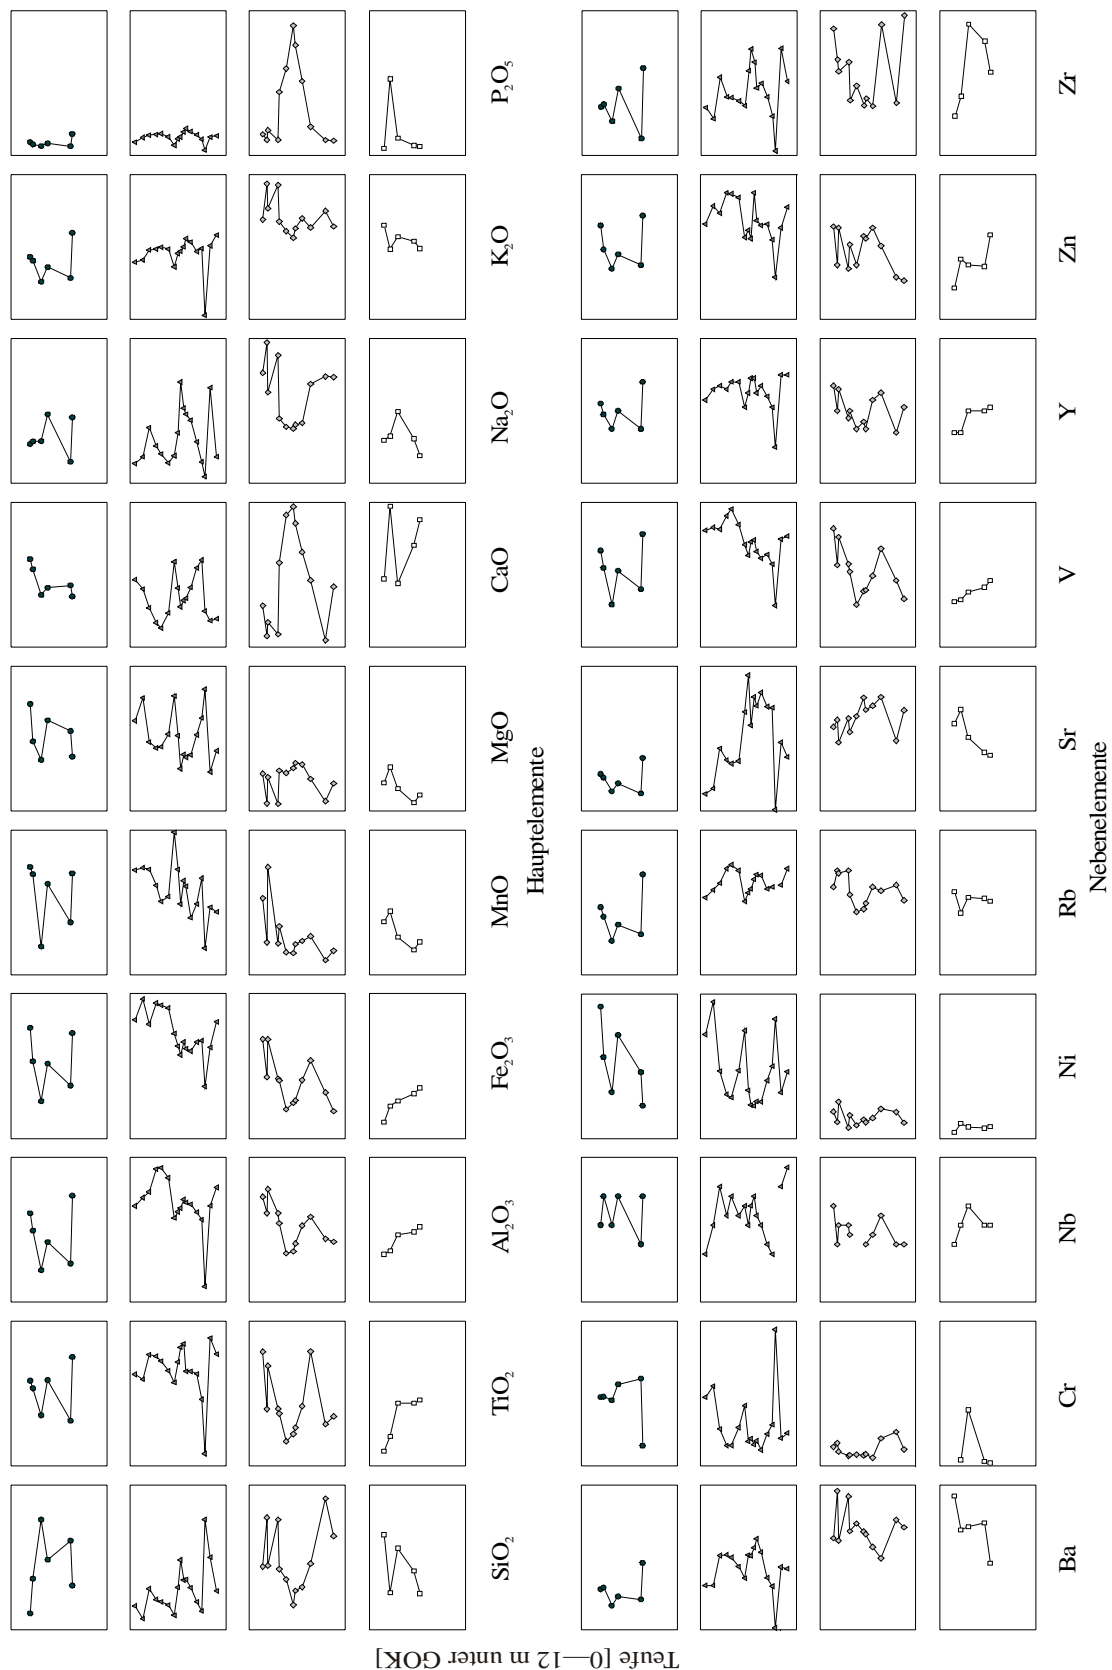 P₂O₅
K₂O
Na₂O
CaO
MgO
MnO
Fe₂O₃
Al₂O₃
TiO₂
SiO₂
Hauptelemente
Zr
Zn
Y
V
Sr
Rb
Ni
Nb
Cr
Ba
Nebenelemente
Teufe [0—12 m unter GOK]